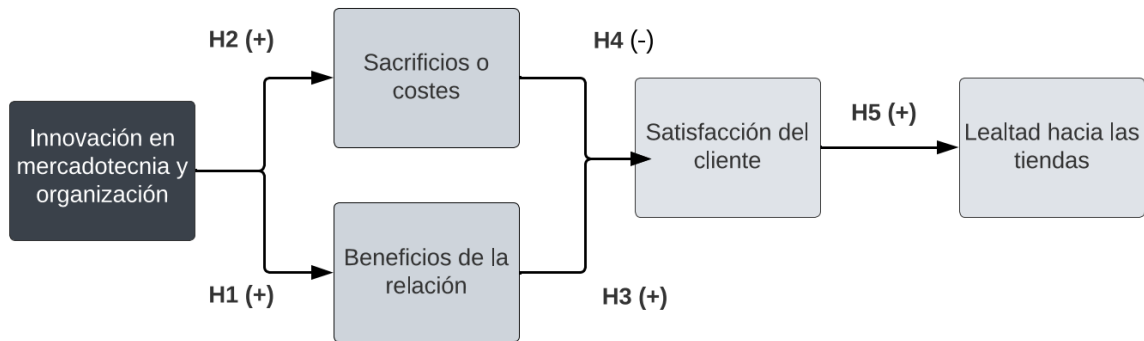 H2 (+)
Sacrificios o
costes
H4 (-)
Innovación en
mercadotecnia y
organización
Satisfacción del
cliente
H5 (+)
Lealtad hacia las
tiendas
H1 (+)
Beneficios de la
relación
H3 (+)